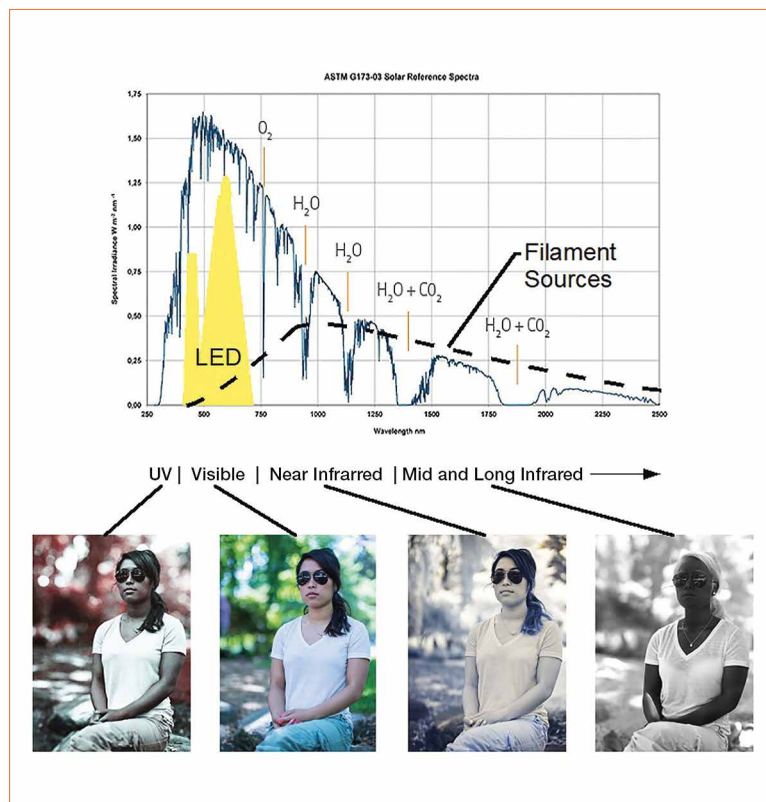 ASTM G173-03 Solar Reference Spectra
Spectral Irradiance W m⁻² nm⁻¹
1,75
1,50
1,25
1,00
0,75
0,50
0,25
0,00
O₂
H₂O
H₂O
H₂O + CO₂
H₂O + CO₂
Filament
Sources
LED
250
500
750
1000
1250
1500
1750
2000
2250
2500
Wavelength nm
UV | Visible | Near Infrarred | Mid and Long Infrared